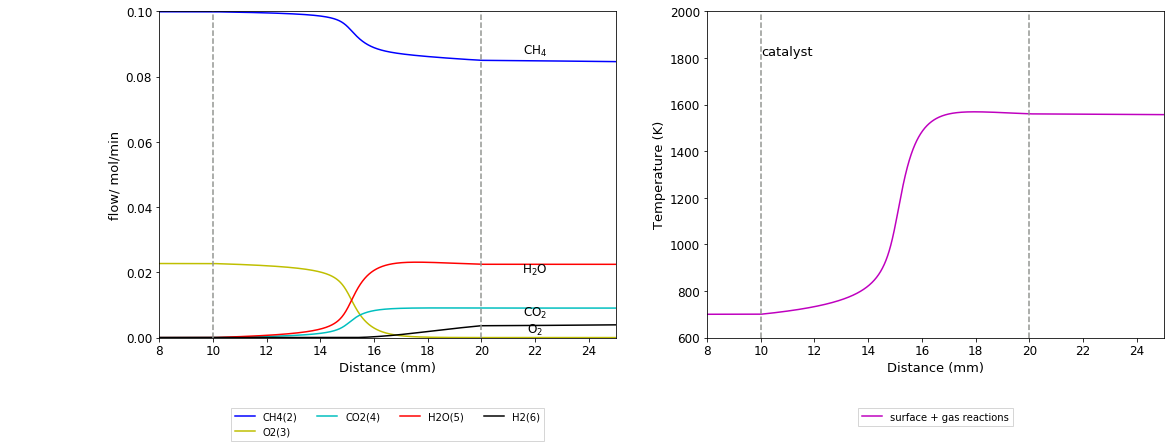 0.10
0.08
0.06
0.04
0.02
0.00
flow/ mol/min
CH₄
H₂O
CO₂
O₂
8 10 12 14 16 18 20 22 24
Distance (mm)
CH4(2) CO2(4) H2O(5) H2(6)
O2(3)
2000
1800
1600
1400
1200
1000
800
600
Temperature (K)
catalyst
8 10 12 14 16 18 20 22 24
Distance (mm)
surface + gas reactions